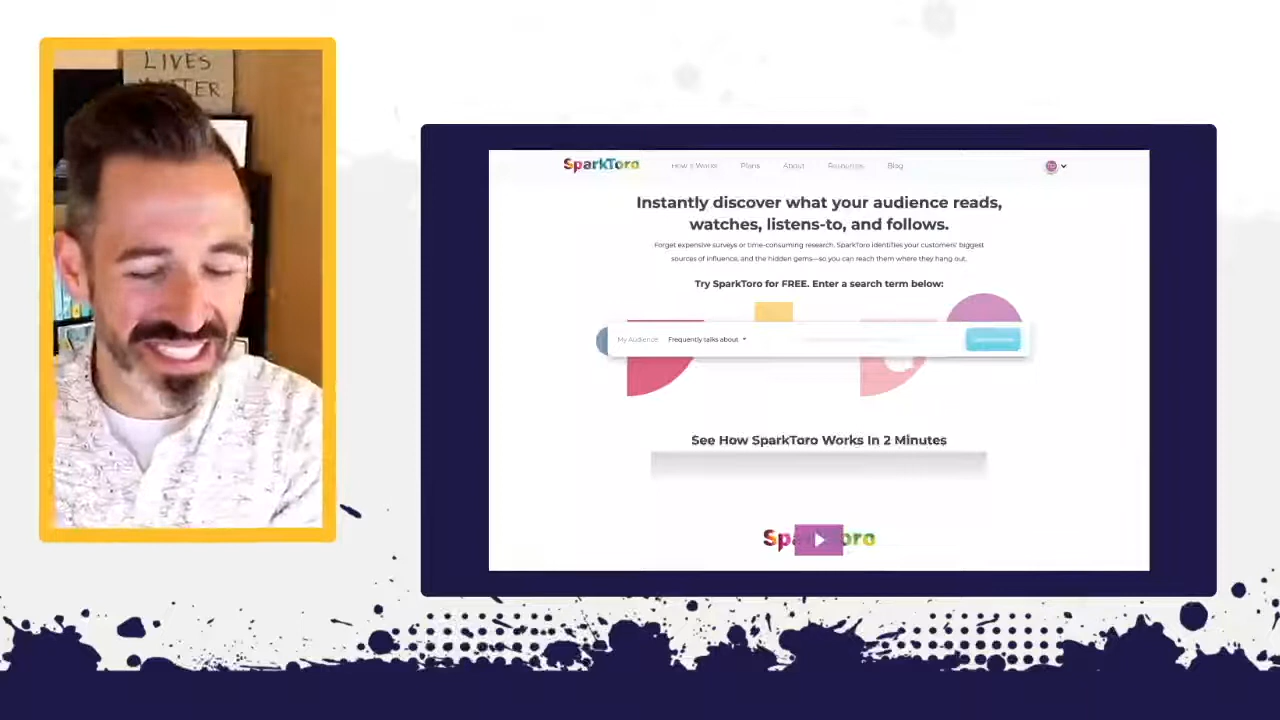 LIVES
MATTER
SparkToro How it Works Plans About Resources Blog
Instantly discover what your audience reads,
watches, listens-to, and follows.
Forget expensive surveys or time-consuming research. SparkToro identifies your customers' biggest
sources of influence, and the hidden gems—so you can reach them where they hang out.
Try SparkToro for FREE. Enter a search term below:
My Audience: Frequently talks about
See How SparkToro Works In 2 Minutes
SparkToro